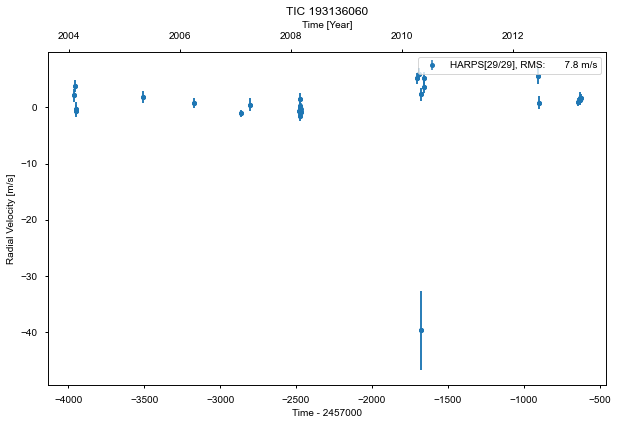 TIC 193136060
Time [Year]
2004 2006 2008 2010 2012
HARPS[29/29], RMS: 7.8 m/s
Radial Velocity [m/s]
0
−10
−20
−30
−40
−4000 −3500 −3000 −2500 −2000 −1500 −1000 −500
Time - 2457000